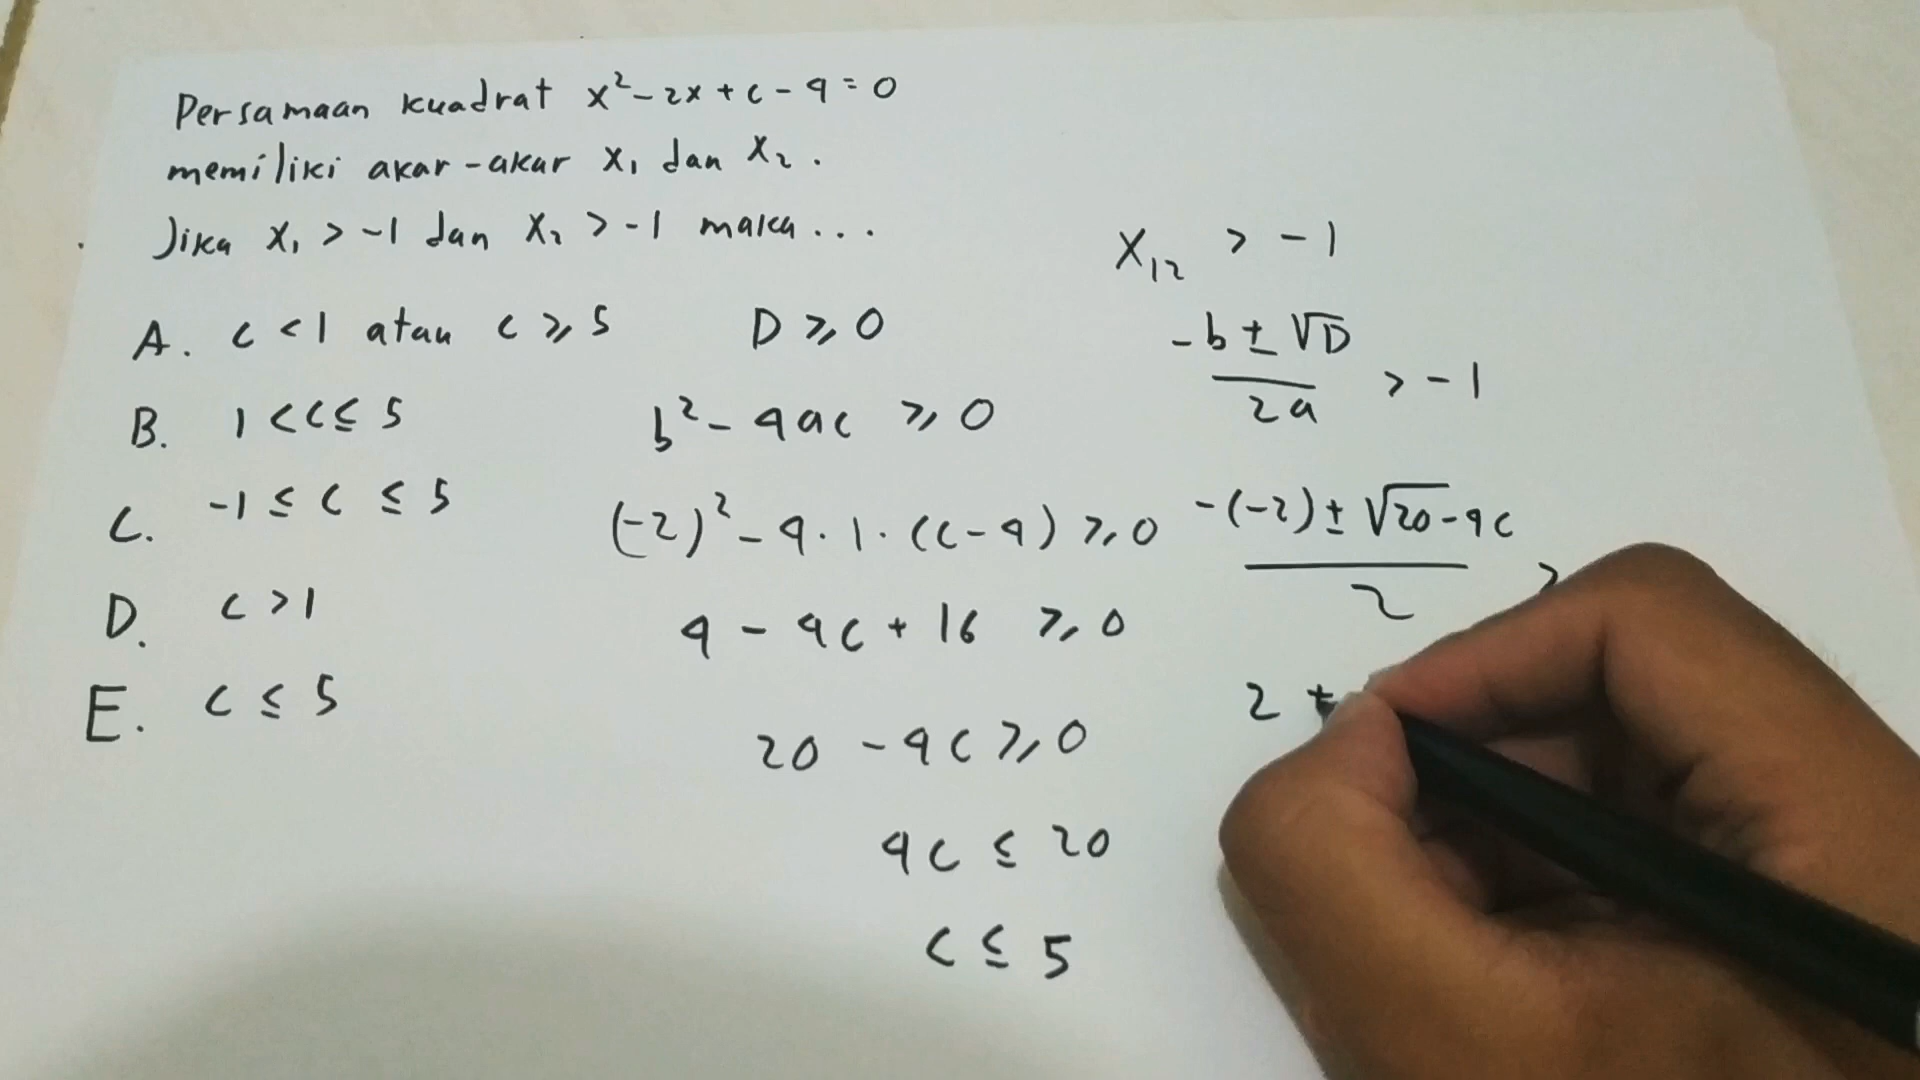 Persamaan kuadrat x² - 2x + c - 4 = 0
memiliki akar-akar x₁ dan x₂.
Jika x₁ > -1 dan x₂ > -1 maka...
A. c < 1 atau c ≥ 5
B. 1 < c ≤ 5
C. -1 ≤ c ≤ 5
D. c > 1
E. c ≤ 5
D ≥ 0
b² - 4ac ≥ 0
(-2)² - 4 · 1 · (c - 4) ≥ 0
4 - 4c + 16 ≥ 0
20 - 4c ≥ 0
4c ≤ 20
c ≤ 5
x₁₂ > -1
(-b ± √D)/2a > -1
(-(-2) ± √20-4c)/2 >
2 ±